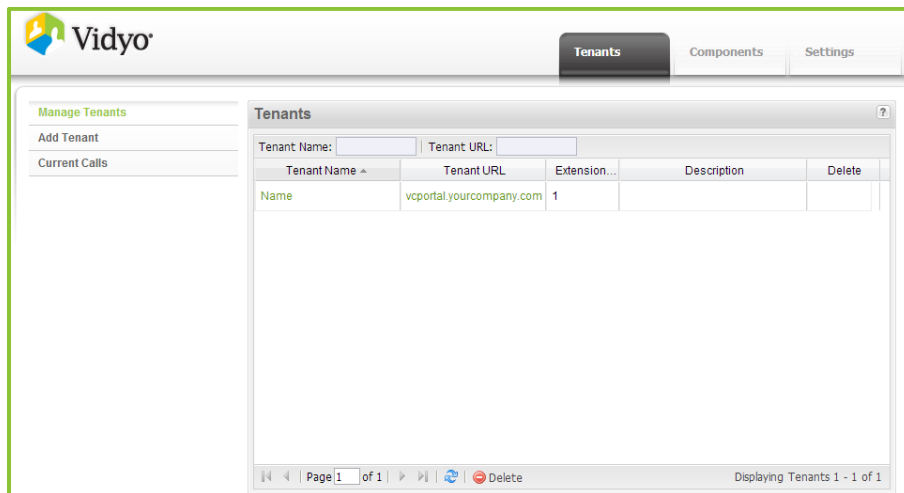 Vidyo
Tenants Components Settings
Manage Tenants
Add Tenant
Current Calls
Tenants ?
Tenant Name: Tenant URL:
Tenant Name Tenant URL Extension... Description Delete
Name vcportal.yourcompany.com 1
Page 1 of 1 Delete Displaying Tenants 1 - 1 of 1